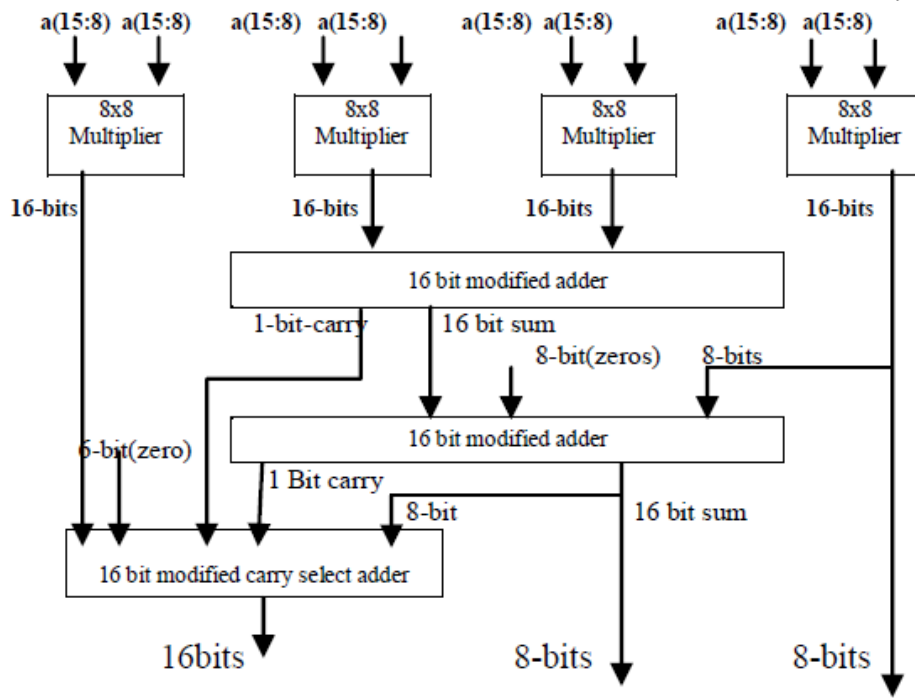 a(15:8) a(15:8) a(15:8) a(15:8) a(15:8) a(15:8) a(15:8) a(15:8)
8x8
Multiplier
8x8
Multiplier
8x8
Multiplier
8x8
Multiplier
16-bits
16-bits
16-bits
16-bits
16 bit modified adder
1-bit-carry
16 bit sum
8-bit(zeros)
8-bits
16 bit modified adder
6-bit(zero)
1 Bit carry
8-bit
16 bit sum
16 bit modified carry select adder
16bits
8-bits
8-bits